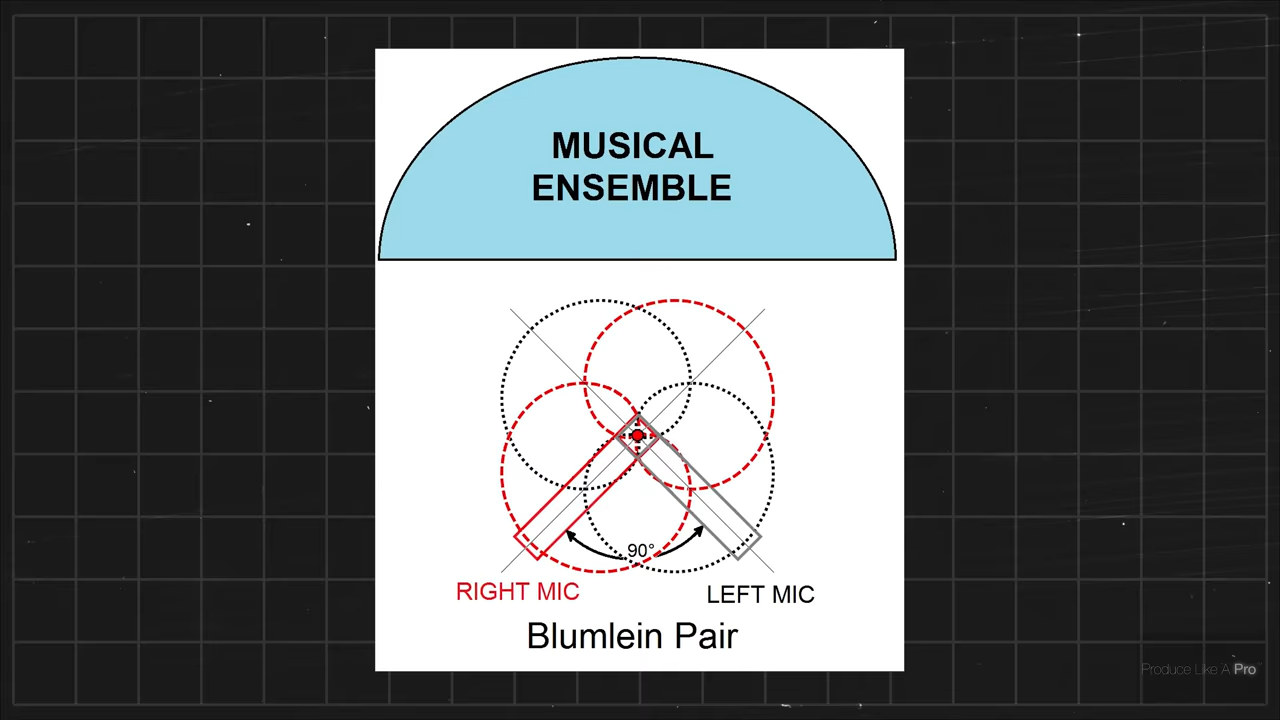 MUSICAL
ENSEMBLE
90°
RIGHT MIC
LEFT MIC
Blumlein Pair
Produce Like A Pro